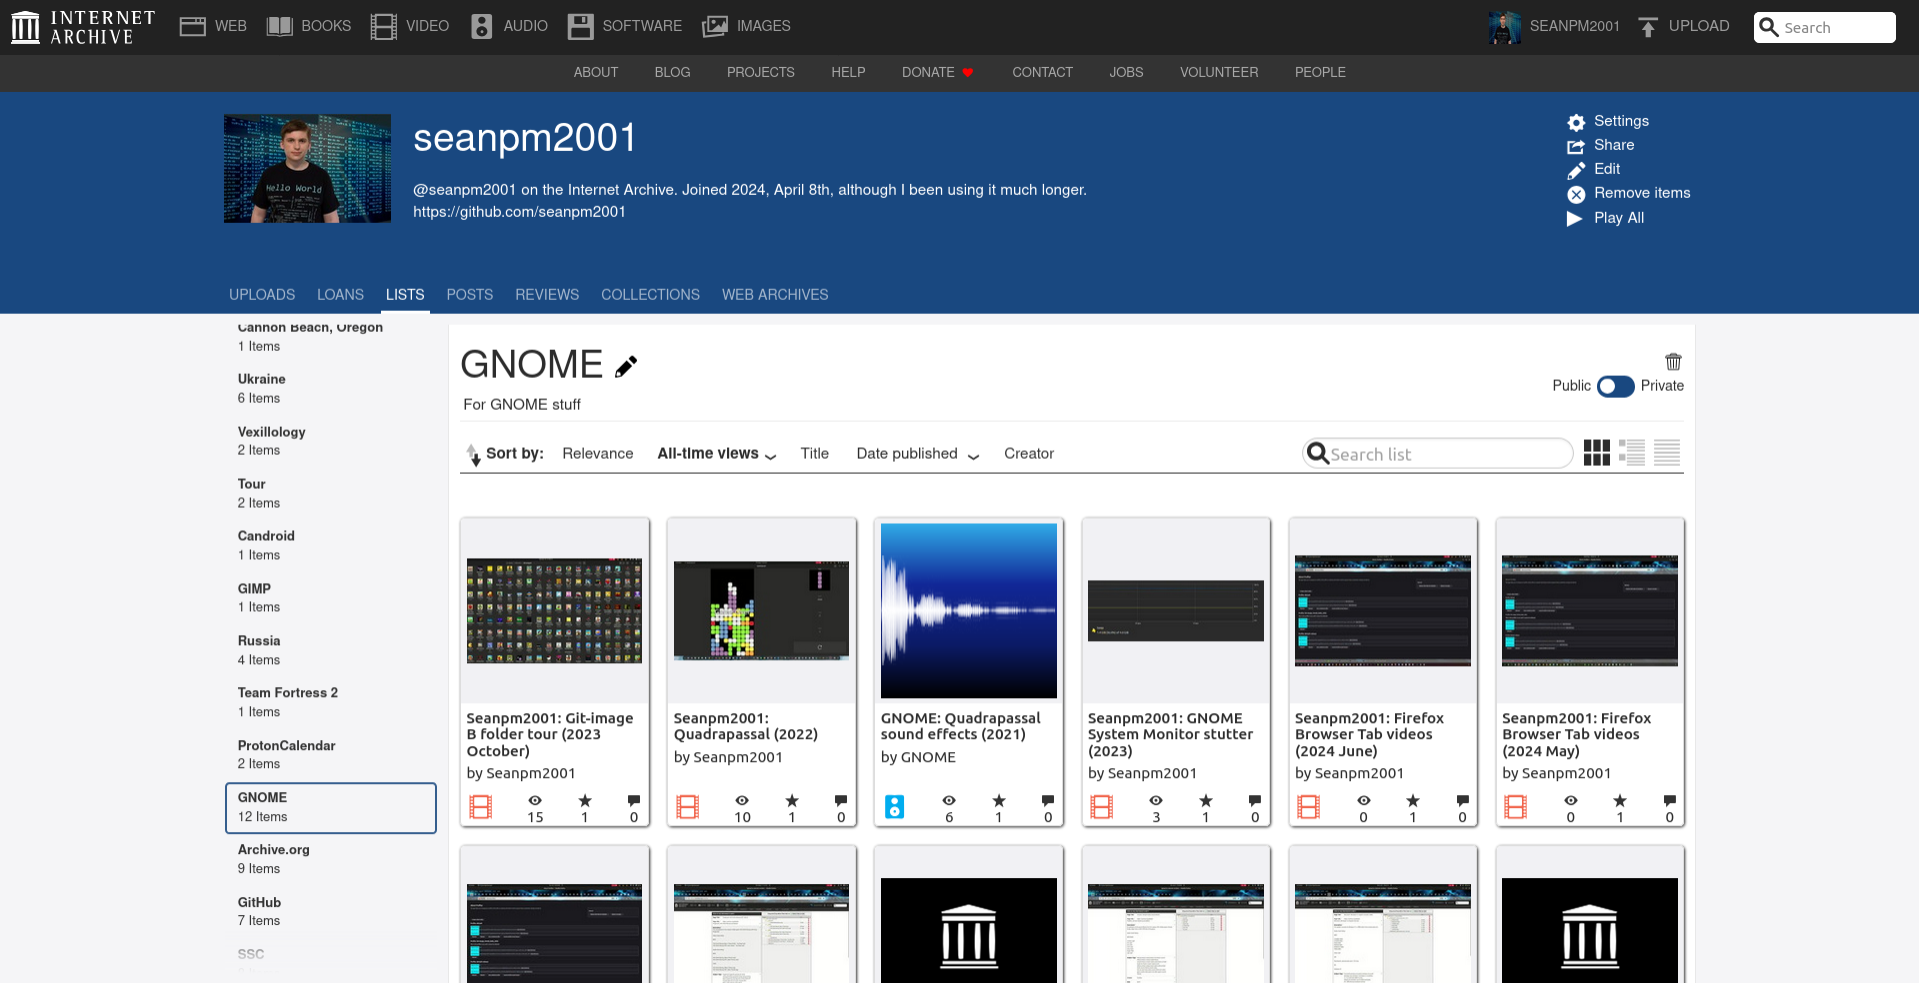 INTERNET ARCHIVE
WEB BOOKS VIDEO AUDIO SOFTWARE IMAGES SEANPM2001 UPLOAD Search
ABOUT BLOG PROJECTS HELP DONATE CONTACT JOBS VOLUNTEER PEOPLE
Hello World
seanpm2001
@seanpm2001 on the Internet Archive. Joined 2024, April 8th, although I been using it much longer.
https://github.com/seanpm2001
Settings
Share
Edit
Remove items
Play All
UPLOADS LOANS LISTS POSTS REVIEWS COLLECTIONS WEB ARCHIVES
Cannon Beach, Oregon
1 Items
Ukraine
6 Items
Vexillology
2 Items
Tour
2 Items
Candroid
1 Items
GIMP
1 Items
Russia
4 Items
Team Fortress 2
1 Items
ProtonCalendar
2 Items
GNOME
12 Items
Archive.org
9 Items
GitHub
7 Items
SSC
GNOME
For GNOME stuff
Public Private
Sort by: Relevance All-time views Title Date published Creator
Search list
Seanpm2001: Git-image
B folder tour (2023
October)
by Seanpm2001
15 1 0
Seanpm2001:
Quadrapassal (2022)
by Seanpm2001
10 1 0
GNOME: Quadrapassal
sound effects (2021)
by GNOME
6 1 0
Seanpm2001: GNOME
System Monitor stutter
(2023)
by Seanpm2001
3 1 0
Seanpm2001: Firefox
Browser Tab videos
(2024 June)
by Seanpm2001
0 1 0
Seanpm2001: Firefox
Browser Tab videos
(2024 May)
by Seanpm2001
0 1 0